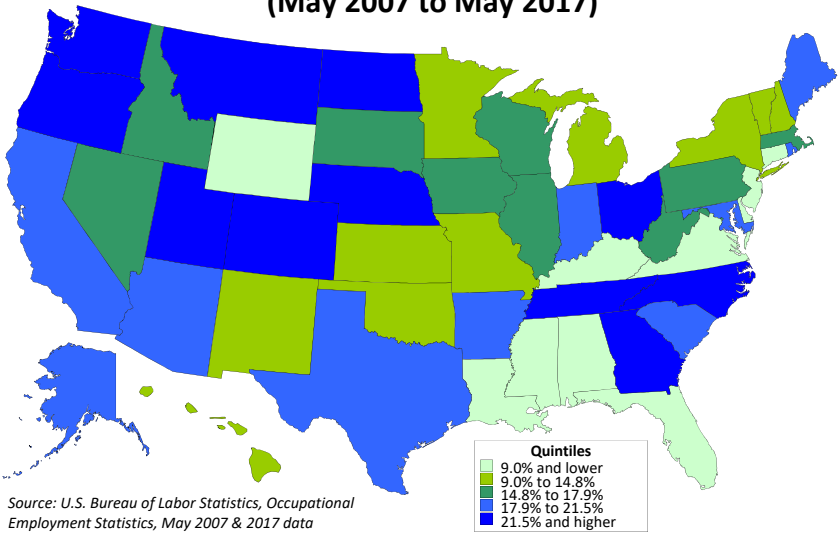 (May 2007 to May 2017)
Quintiles
9.0% and lower
9.0% to 14.8%
14.8% to 17.9%
17.9% to 21.5%
21.5% and higher
Source: U.S. Bureau of Labor Statistics, Occupational
Employment Statistics, May 2007 & 2017 data